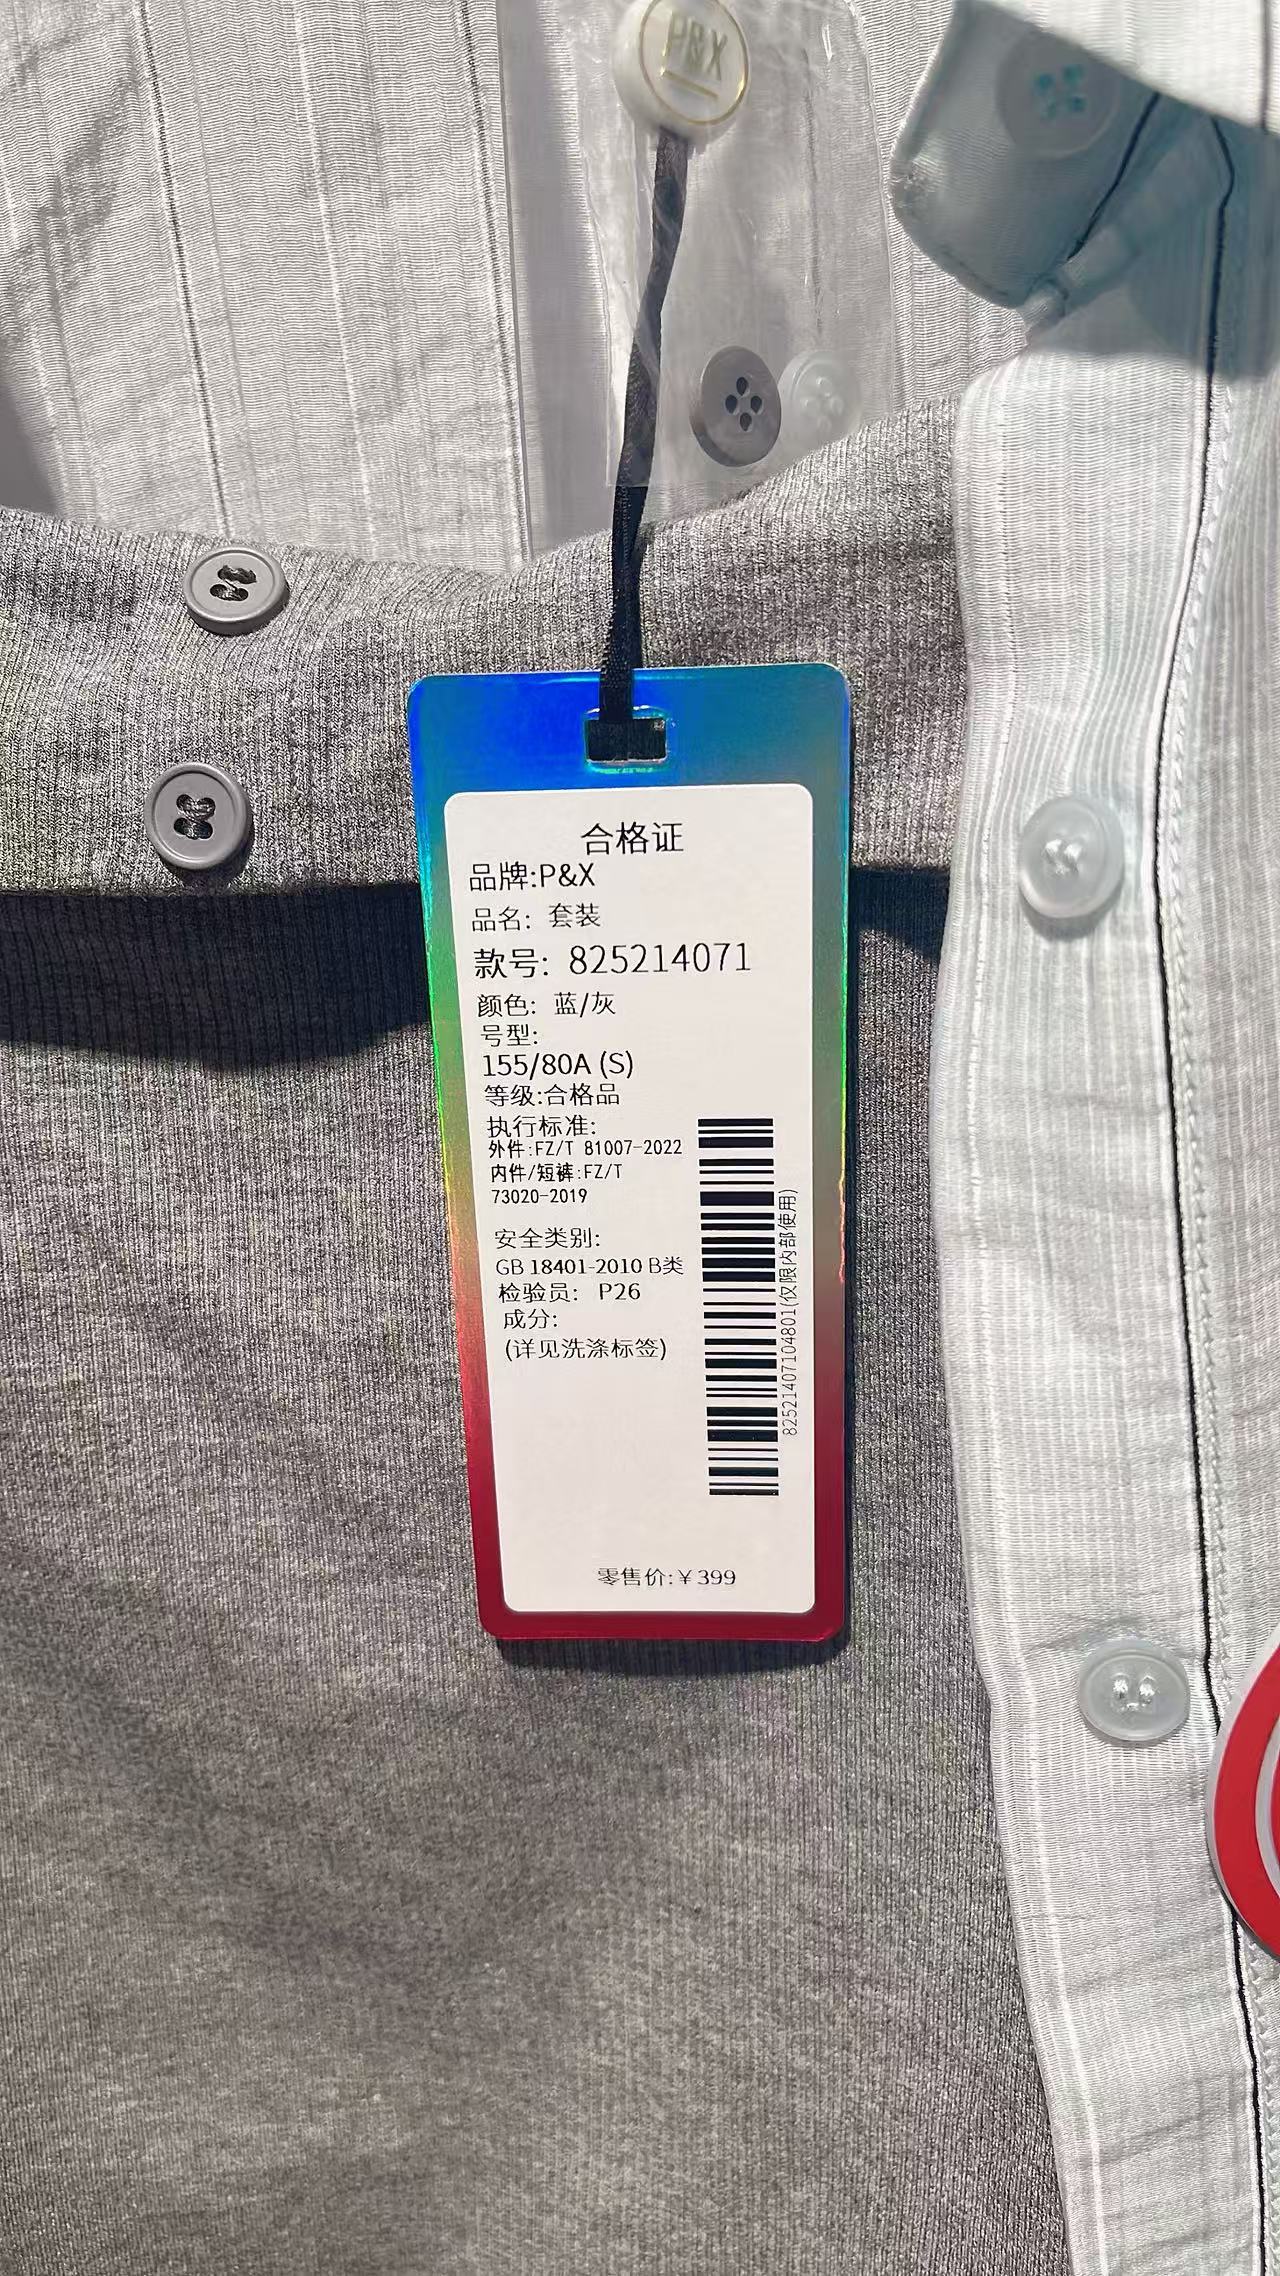 P&X
合格证
品牌:P&X
品名: 套装
款号: 825214071
颜色: 蓝/灰
号型:
155/80A (S)
等级:合格品
执行标准:
外件:FZ/T 81007-2022
内件/短裤:FZ/T
73020-2019
安全类别:
GB 18401-2010 B类
检验员: P26
成分:
(详见洗涤标签)
82521407104801(仅限内部使用)
零售价:￥399